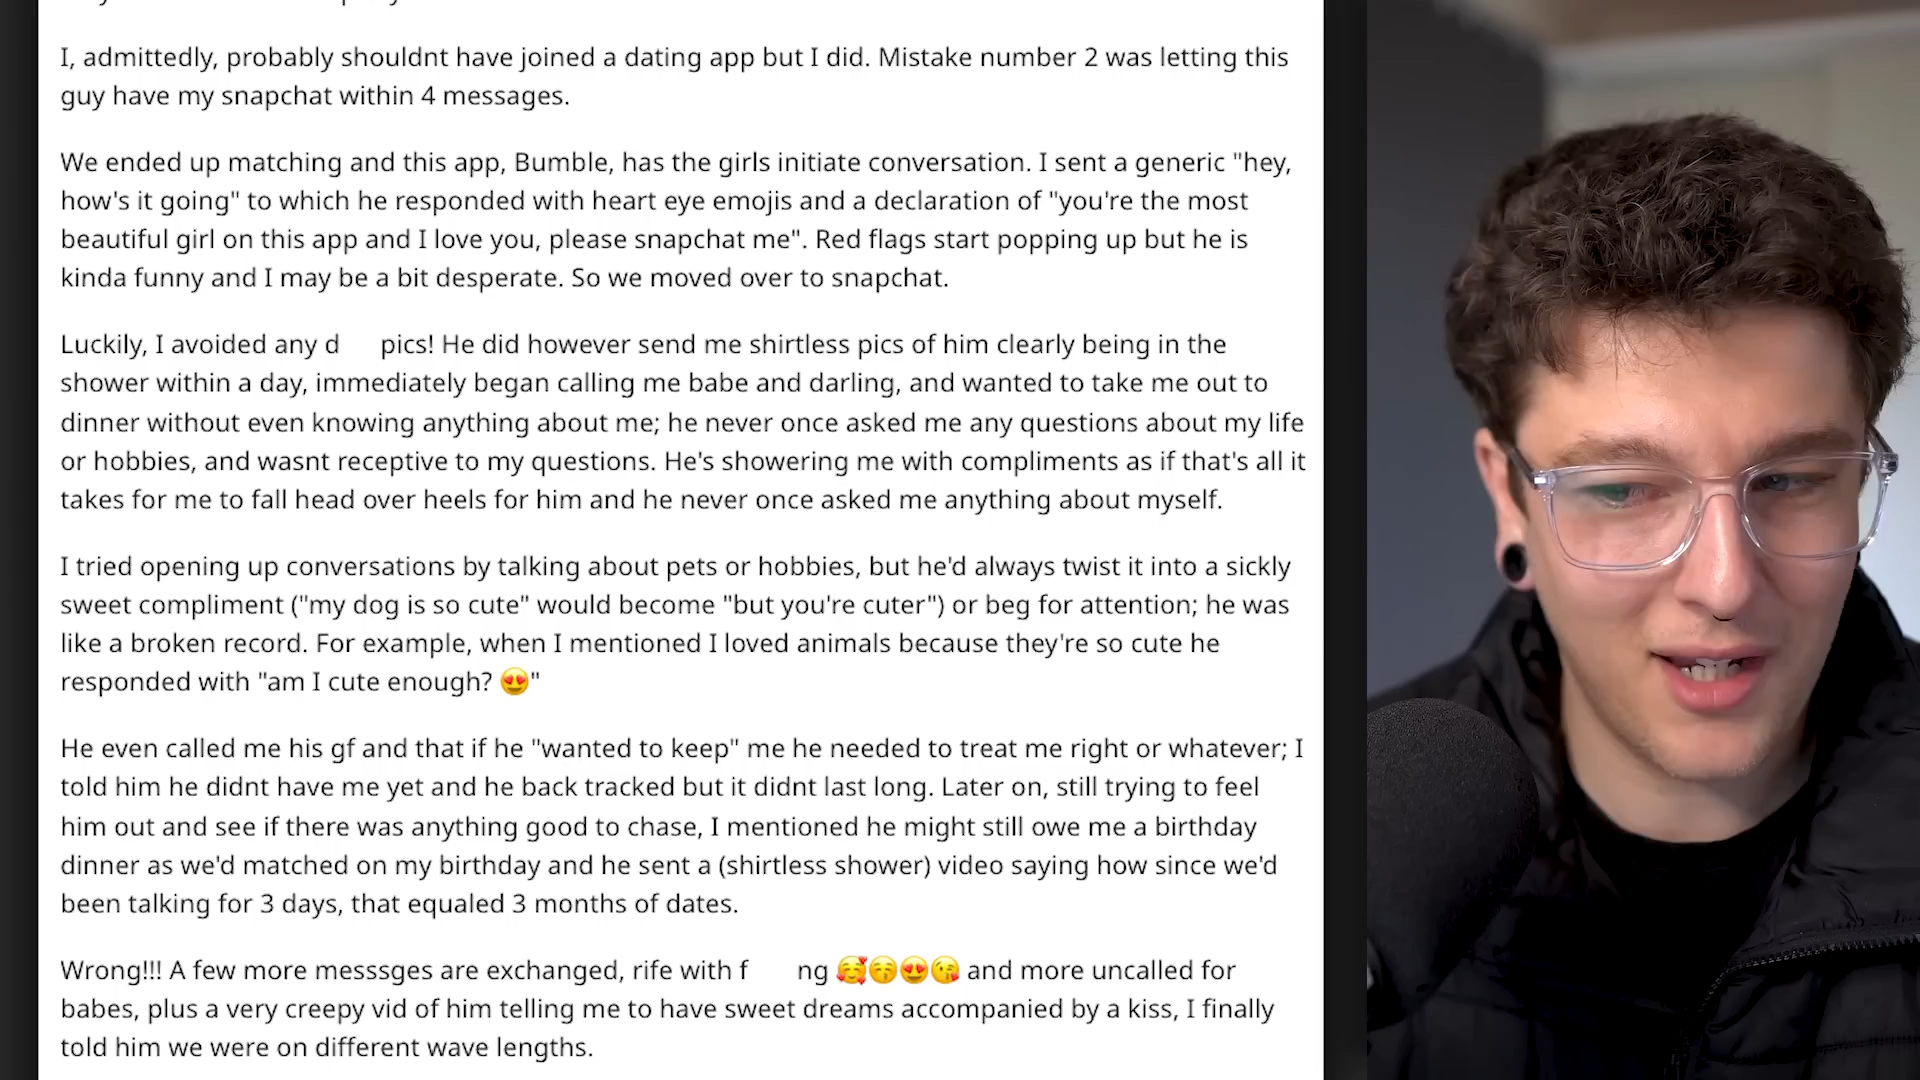 I, admittedly, probably shouldnt have joined a dating app but I did. Mistake number 2 was letting this
guy have my snapchat within 4 messages.
We ended up matching and this app, Bumble, has the girls initiate conversation. I sent a generic "hey,
how's it going" to which he responded with heart eye emojis and a declaration of "you're the most
beautiful girl on this app and I love you, please snapchat me". Red flags start popping up but he is
kinda funny and I may be a bit desperate. So we moved over to snapchat.
Luckily, I avoided any d pics! He did however send me shirtless pics of him clearly being in the
shower within a day, immediately began calling me babe and darling, and wanted to take me out to
dinner without even knowing anything about me; he never once asked me any questions about my life
or hobbies, and wasnt receptive to my questions. He's showering me with compliments as if that's all it
takes for me to fall head over heels for him and he never once asked me anything about myself.
I tried opening up conversations by talking about pets or hobbies, but he'd always twist it into a sickly
sweet compliment ("my dog is so cute" would become "but you're cuter") or beg for attention; he was
like a broken record. For example, when I mentioned I loved animals because they're so cute he
responded with "am I cute enough? 😍"
He even called me his gf and that if he "wanted to keep" me he needed to treat me right or whatever; I
told him he didnt have me yet and he back tracked but it didnt last long. Later on, still trying to feel
him out and see if there was anything good to chase, I mentioned he might still owe me a birthday
dinner as we'd matched on my birthday and he sent a (shirtless shower) video saying how since we'd
been talking for 3 days, that equaled 3 months of dates.
Wrong!!! A few more messsges are exchanged, rife with f ng 🥰😚😍😘 and more uncalled for
babes, plus a very creepy vid of him telling me to have sweet dreams accompanied by a kiss, I finally
told him we were on different wave lengths.